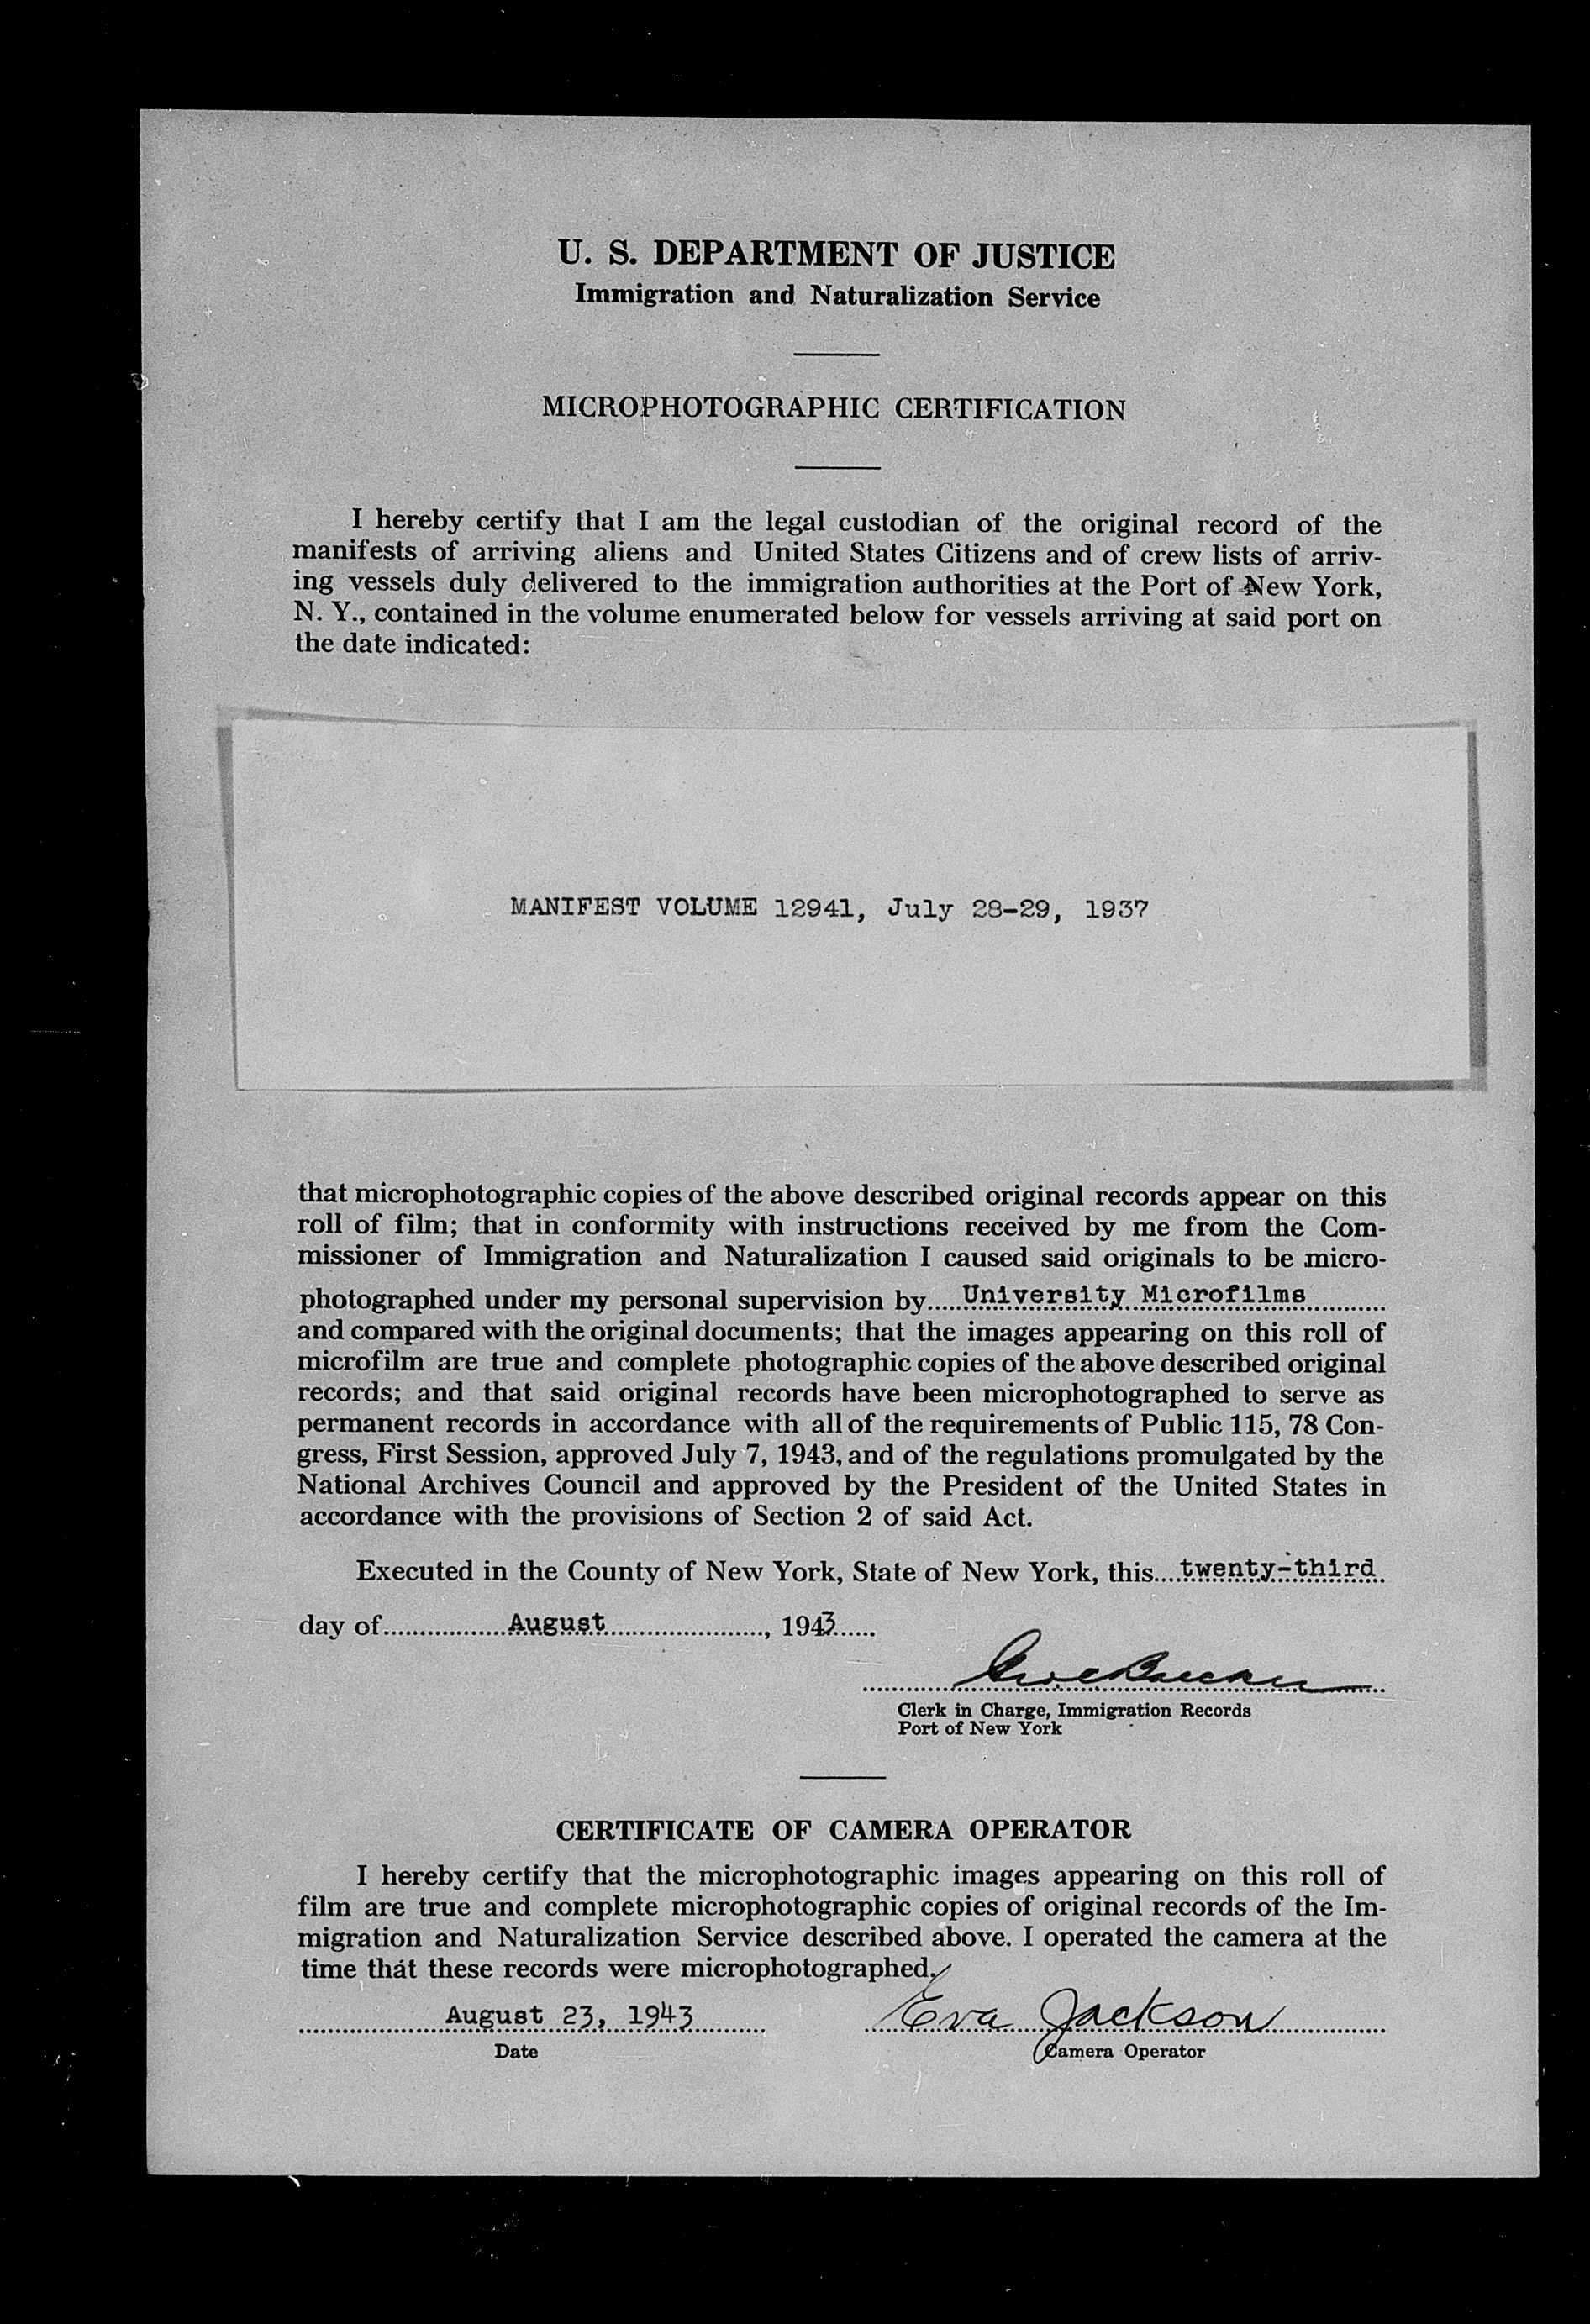 U. S. DEPARTMENT OF JUSTICE
Immigration and Naturalization Service
MICROPHOTOGRAPHIC CERTIFICATION
I hereby certify that I am the legal custodian of the original record of the
manifests of arriving aliens and United States Citizens and of crew lists of arriv-
ing vessels duly delivered to the immigration authorities at the Port of New York,
N. Y., contained in the volume enumerated below for vessels arriving at said port on
the date indicated:
MANIFEST VOLUME 12941, July 28-29, 1937
that microphotographic copies of the above described original records appear on this
roll of film; that in conformity with instructions received by me from the Com-
missioner of Immigration and Naturalization I caused said originals to be micro-
photographed under my personal supervision by.....University Microfilms..........
and compared with the original documents; that the images appearing on this roll of
microfilm are true and complete photographic copies of the above described original
records; and that said original records have been microphotographed to serve as
permanent records in accordance with all of the requirements of Public 115, 78 Con-
gress, First Session, approved July 7, 1943, and of the regulations promulgated by the
National Archives Council and approved by the President of the United States in
accordance with the provisions of Section 2 of said Act.
Executed in the County of New York, State of New York, this....twenty-third.
day of.................August......................, 1943......
Clerk in Charge, Immigration Records
Port of New York
CERTIFICATE OF CAMERA OPERATOR
I hereby certify that the microphotographic images appearing on this roll of
film are true and complete microphotographic copies of original records of the Im-
migration and Naturalization Service described above. I operated the camera at the
time that these records were microphotographed.
August 23, 1943 Eva Jackson
Date Camera Operator